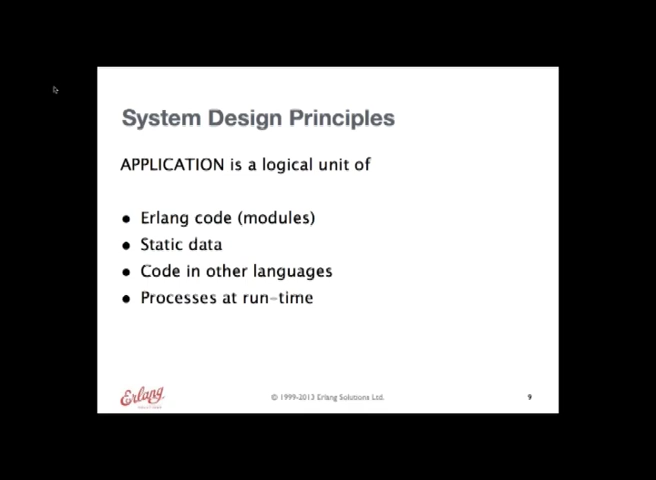 System Design Principles
APPLICATION is a logical unit of
● Erlang code (modules)
● Static data
● Code in other languages
● Processes at run-time
Erlang
SOLUTIONS
© 1999-2013 Erlang Solutions Ltd.
9